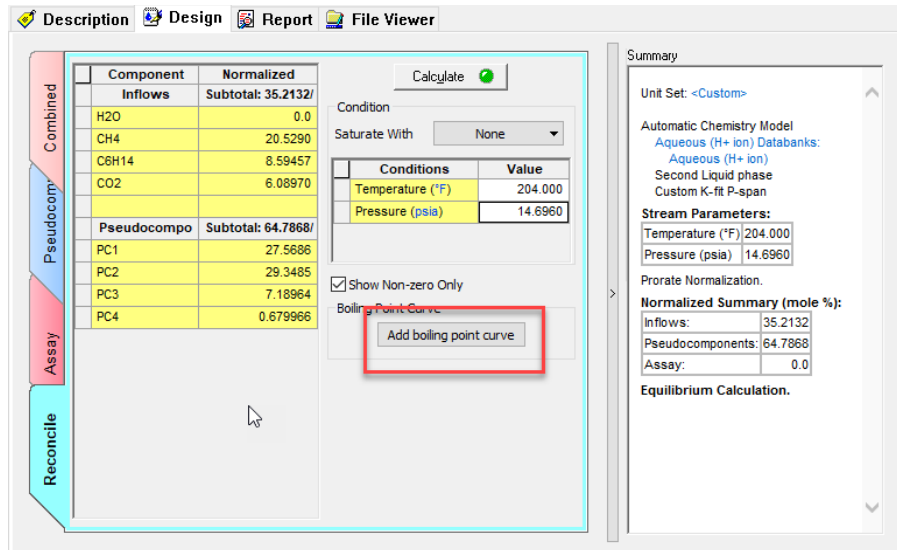 Description Design Report File Viewer
Combined
Pseudocom
Assay
Reconcile
Component Normalized
Inflows Subtotal: 35.2132/
H2O 0.0
CH4 20.5290
C6H14 8.59457
CO2 6.08970
Pseudocompo Subtotal: 64.7868/
PC1 27.5686
PC2 29.3485
PC3 7.18964
PC4 0.679966
Calculate
Condition
Saturate With None
Conditions Value
Temperature (°F) 204.000
Pressure (psia) 14.6960
Show Non-zero Only
Boiling Point Curve
Add boiling point curve
>
Summary
Unit Set: <Custom>
Automatic Chemistry Model
Aqueous (H+ ion) Databanks:
Aqueous (H+ ion)
Second Liquid phase
Custom K-fit P-span
Stream Parameters:
Temperature (°F) 204.000
Pressure (psia) 14.6960
Prorate Normalization.
Normalized Summary (mole %):
Inflows: 35.2132
Pseudocomponents: 64.7868
Assay: 0.0
Equilibrium Calculation.